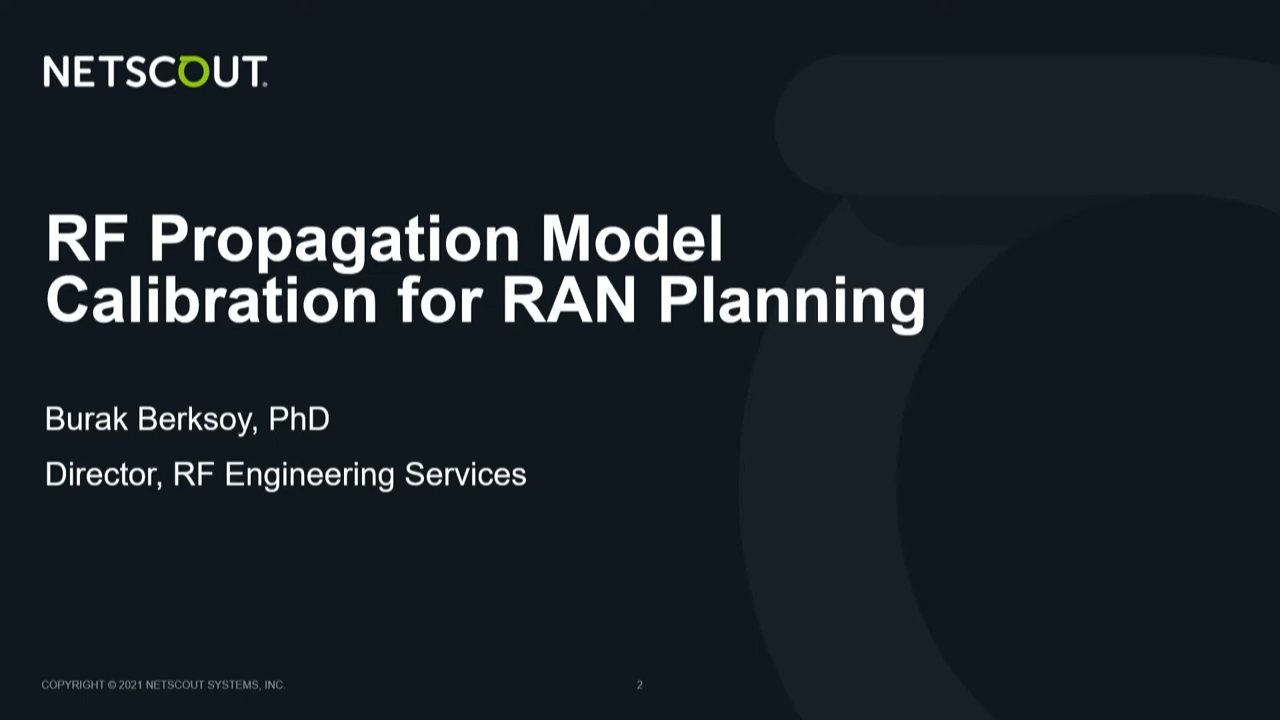 NETSCOUT.
RF Propagation Model
Calibration for RAN Planning
Burak Berksoy, PhD
Director, RF Engineering Services
COPYRIGHT © 2021 NETSCOUT SYSTEMS, INC.
2